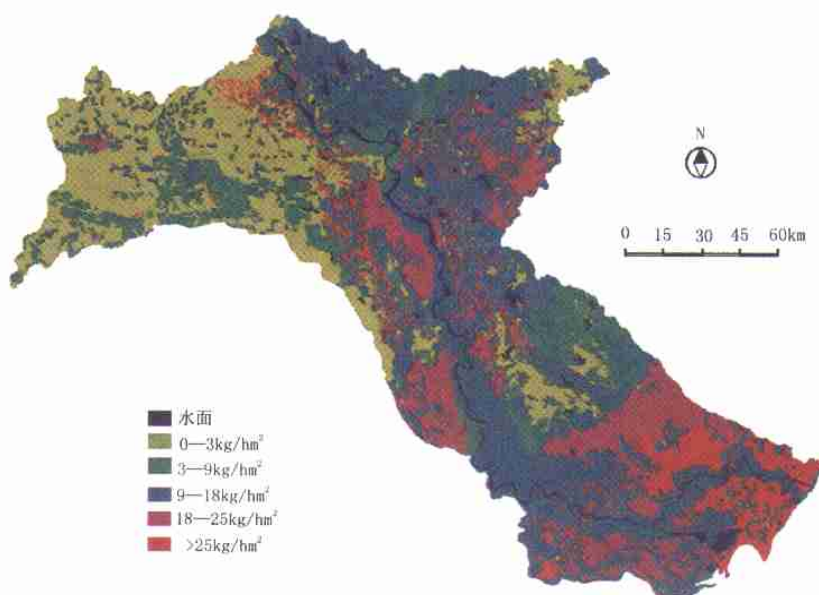 N
0 15 30 45 60km
水面
0—3kg/hm²
3—9kg/hm²
9—18kg/hm²
18—25kg/hm²
>25kg/hm²